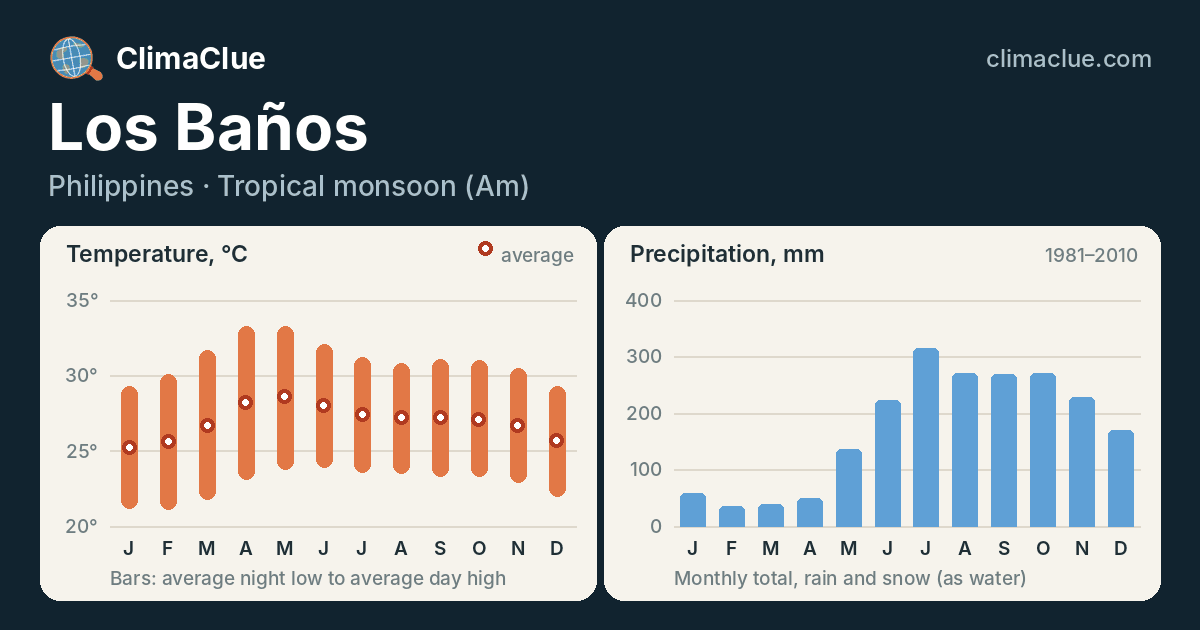 ClimaClue
climaclue.com
Los Baños
Philippines · Tropical monsoon (Am)
Temperature, °C
average
35°
30°
25°
20°
J F M A M J J A S O N D
Bars: average night low to average day high
Precipitation, mm
1981–2010
400
300
200
100
0
J F M A M J J A S O N D
Monthly total, rain and snow (as water)